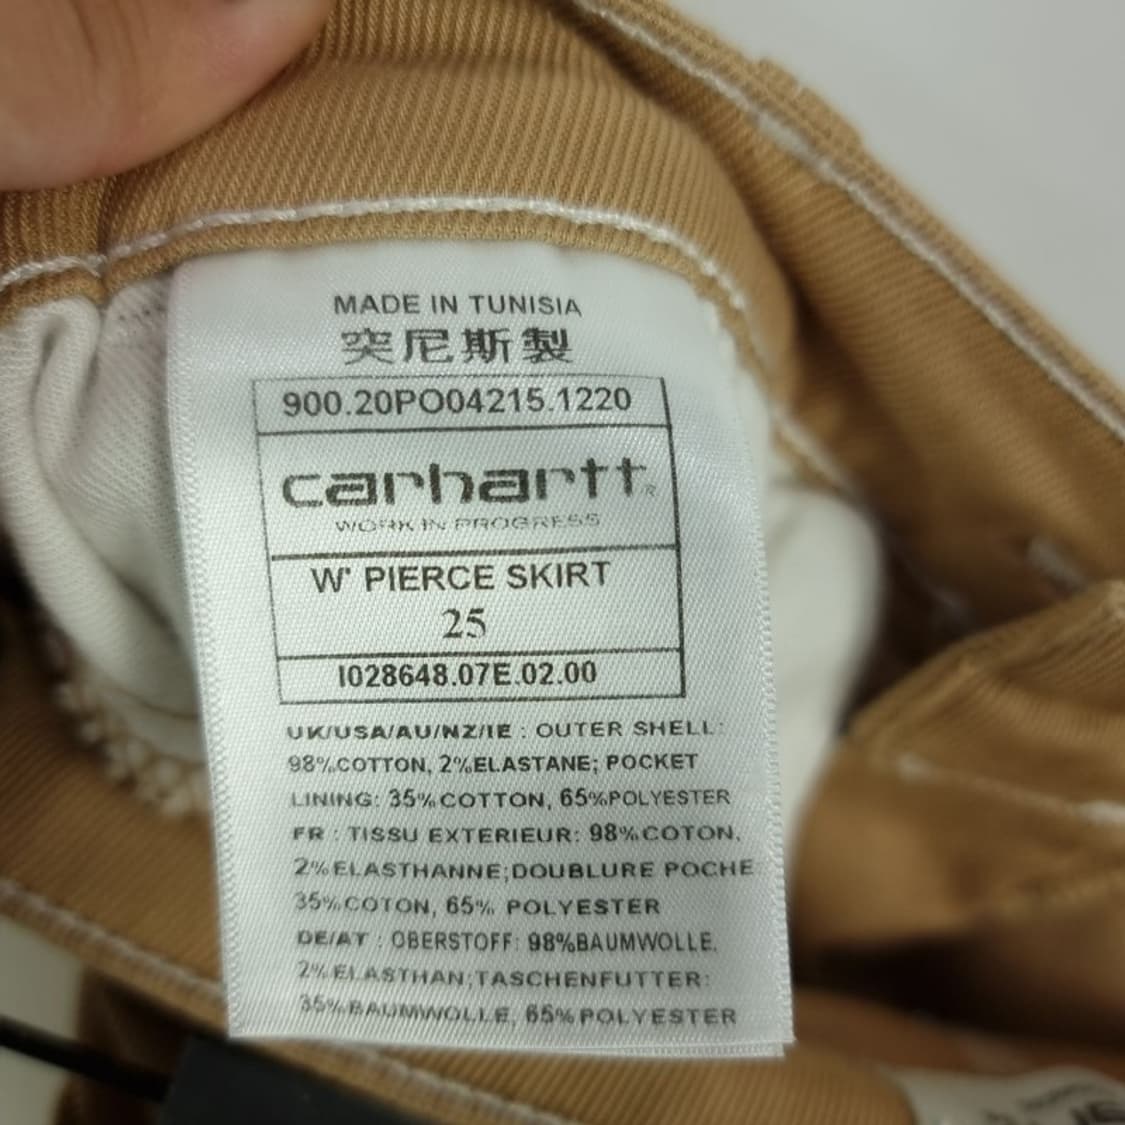 MADE IN TUNISIA
突尼斯製
900.20PO04215.1220
carhartt®
WORK IN PROGRESS
W' PIERCE SKIRT
25
I028648.07E.02.00
UK/USA/AU/NZ/IE : OUTER SHELL:
98%COTTON, 2%ELASTANE; POCKET
LINING: 35%COTTON, 65%POLYESTER
FR : TISSU EXTERIEUR: 98%COTON,
2%ELASTHANNE;DOUBLURE POCHE
35%COTON, 65% POLYESTER
DE/AT : OBERSTOFF: 98%BAUMWOLLE,
2%ELASTHAN;TASCHENFUTTER:
35%BAUMWOLLE, 65%POLYESTER